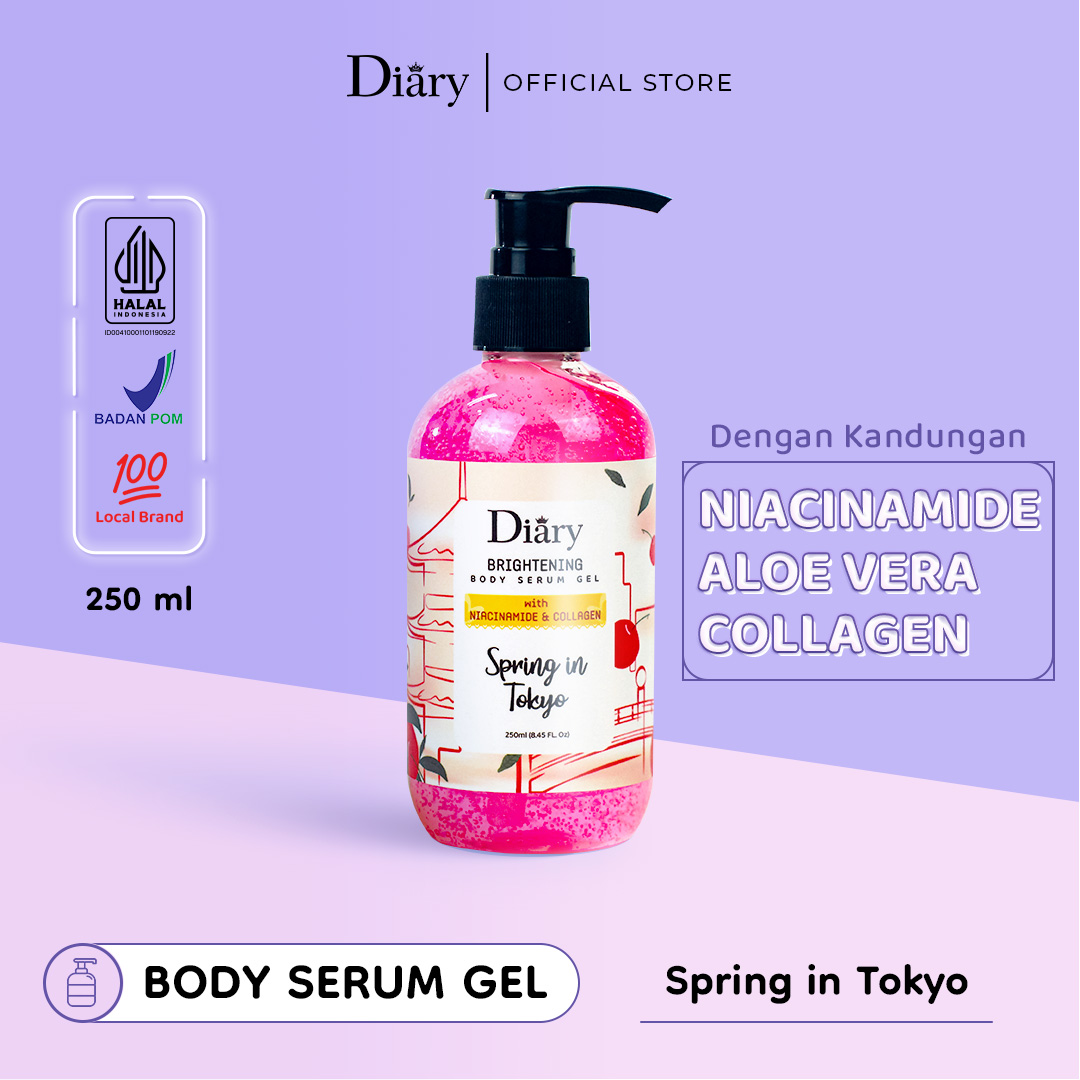 Diary | OFFICIAL STORE
HALAL
INDONESIA
ID00410001101190922
BADAN POM
100
Local Brand
250 ml
Diary
BRIGHTENING
BODY SERUM GEL
with
NIACINAMIDE & COLLAGEN
Spring in
Tokyo
250ml (8.45 FL. Oz)
Dengan Kandungan
NIACINAMIDE
ALOE VERA
COLLAGEN
BODY SERUM GEL
Spring in Tokyo